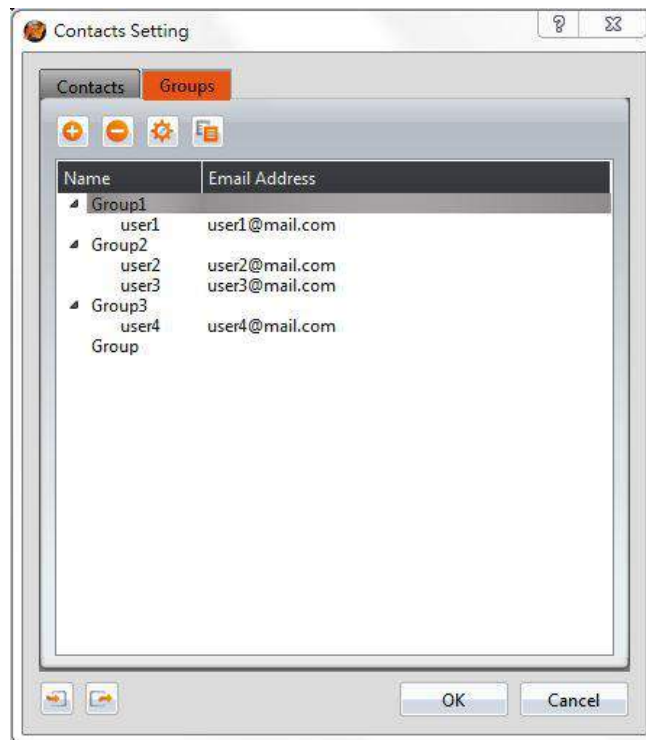 Contacts Setting
Contacts Groups
Name Email Address
Group1
user1 user1@mail.com
Group2
user2 user2@mail.com
user3 user3@mail.com
Group3
user4 user4@mail.com
Group
OK Cancel